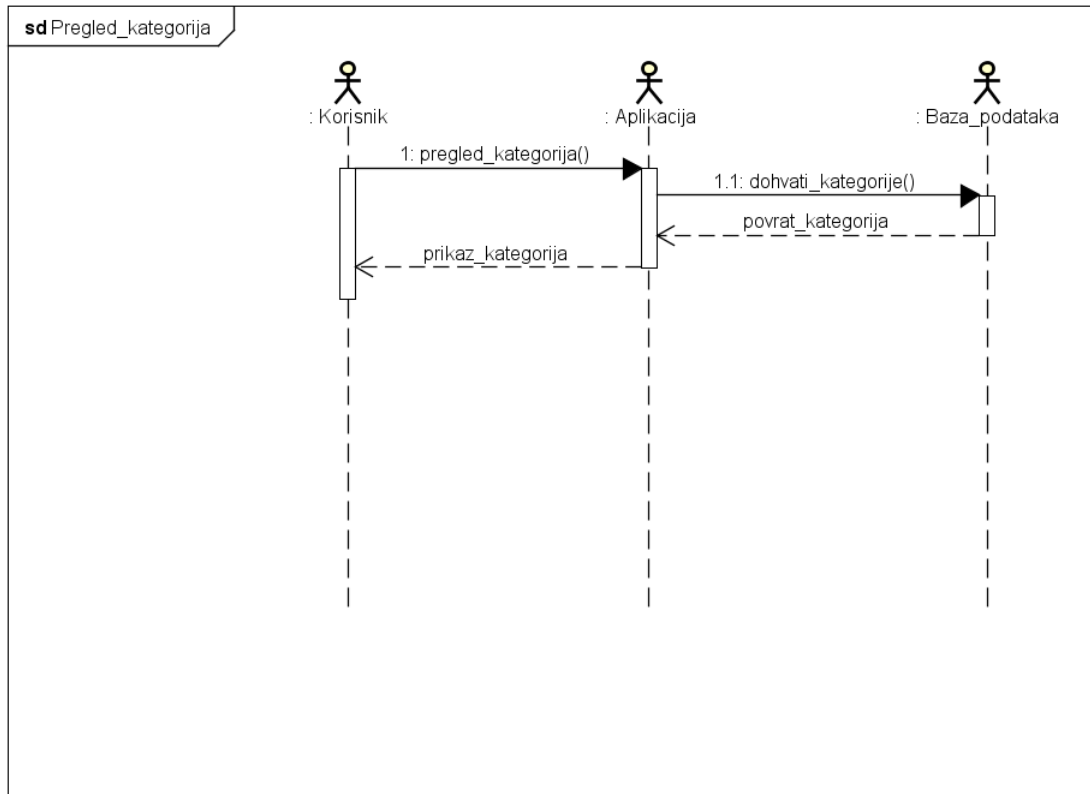 sd Pregled_kategorija
: Korisnik
: Aplikacija
: Baza_podataka
1: pregled_kategorija()
1.1: dohvati_kategorije()
povrat_kategorija
prikaz_kategorija